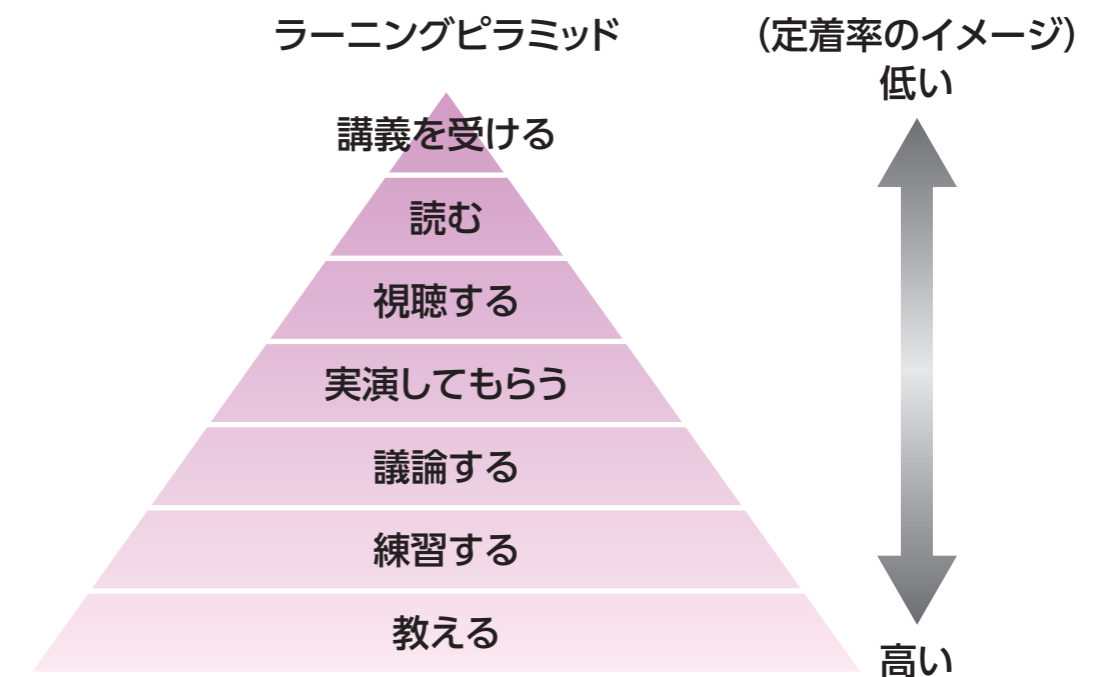 ラーニングピラミッド
（定着率のイメージ）
低い
講義を受ける
読む
視聴する
実演してもらう
議論する
練習する
教える
高い